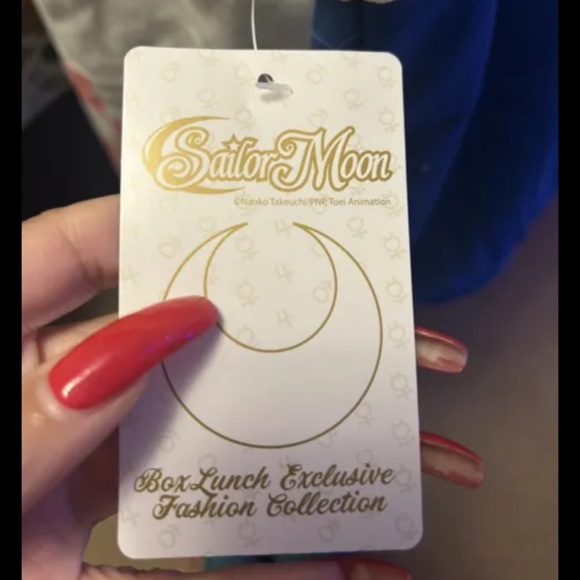 Sailor Moon
©Naoko Takeuchi/PNP, Toei Animation
BoxLunch Exclusive
Fashion Collection